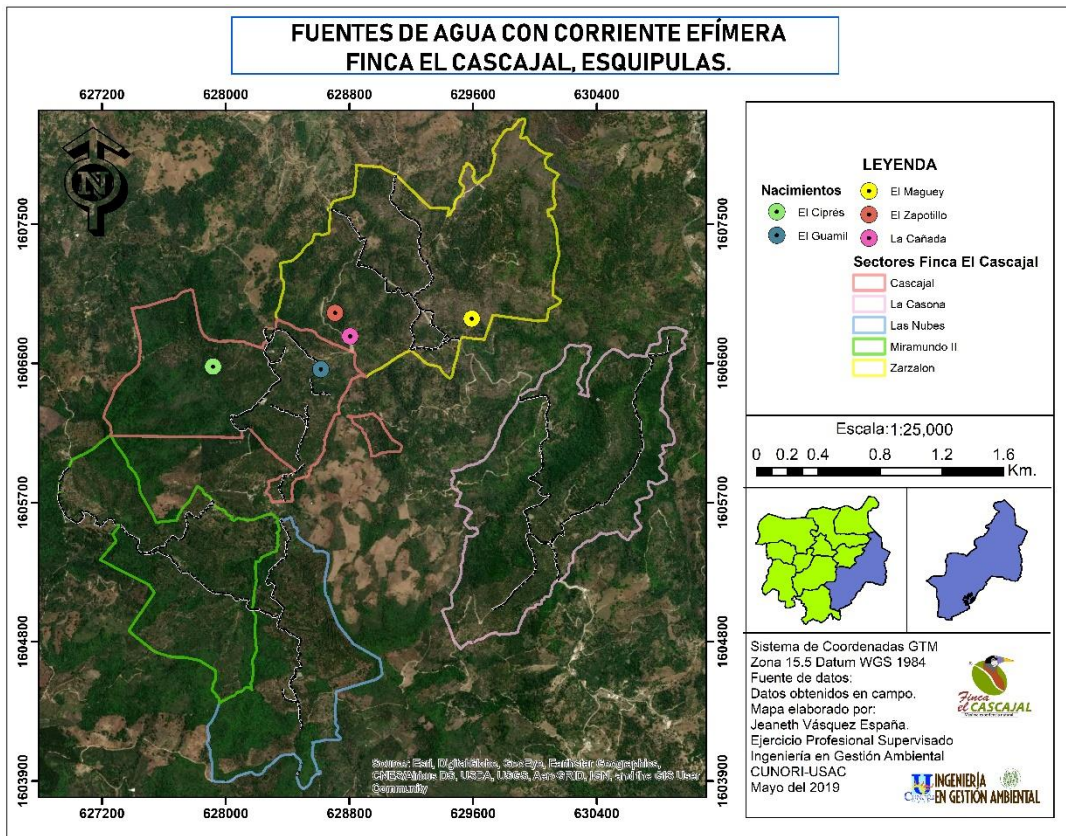 FUENTES DE AGUA CON CORRIENTE EFÍMERA
FINCA EL CASCAJAL, ESQUIPULAS.
627200 628000 628800 629600 630400
1607500
1606600
1605700
1604800
1603900
N
Source: Esri, DigitalGlobe, GeoEye, Earthstar Geographics,
CNES/Airbus DS, USDA, USGS, AeroGRID, IGN, and the GIS User
Community
1607500
1606600
1605700
1604800
1603900
627200 628000 628800 629600 630400
LEYENDA
Nacimientos
El Ciprés
El Guamil
El Maguey
El Zapotillo
La Cañada
Sectores Finca El Cascajal
Cascajal
La Casona
Las Nubes
Miramundo II
Zarzalon
Escala:1:25,000
0 0.2 0.4 0.8 1.2 1.6
Km.
Sistema de Coordenadas GTM
Zona 15.5 Datum WGS 1984
Fuente de datos:
Datos obtenidos en campo.
Mapa elaborado por:
Jeaneth Vásquez España.
Ejercicio Profesional Supervisado
Ingeniería en Gestión Ambiental
CUNORI-USAC
Mayo del 2019
Finca
el CASCAJAL
INGENIERÍA
EN GESTIÓN AMBIENTAL